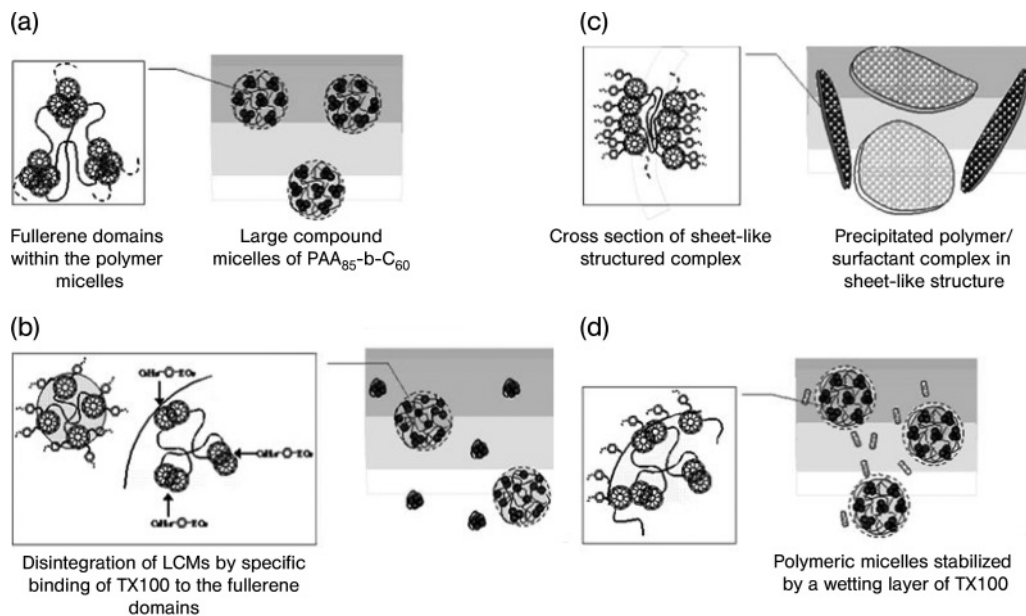 (a)
Fullerene domains
within the polymer
micelles
Large compound
micelles of PAA₈₅-b-C₆₀
(c)
Cross section of sheet-like
structured complex
Precipitated polymer/
surfactant complex in
sheet-like structure
(b)
Disintegration of LCMs by specific
binding of TX100 to the fullerene
domains
(d)
Polymeric micelles stabilized
by a wetting layer of TX100